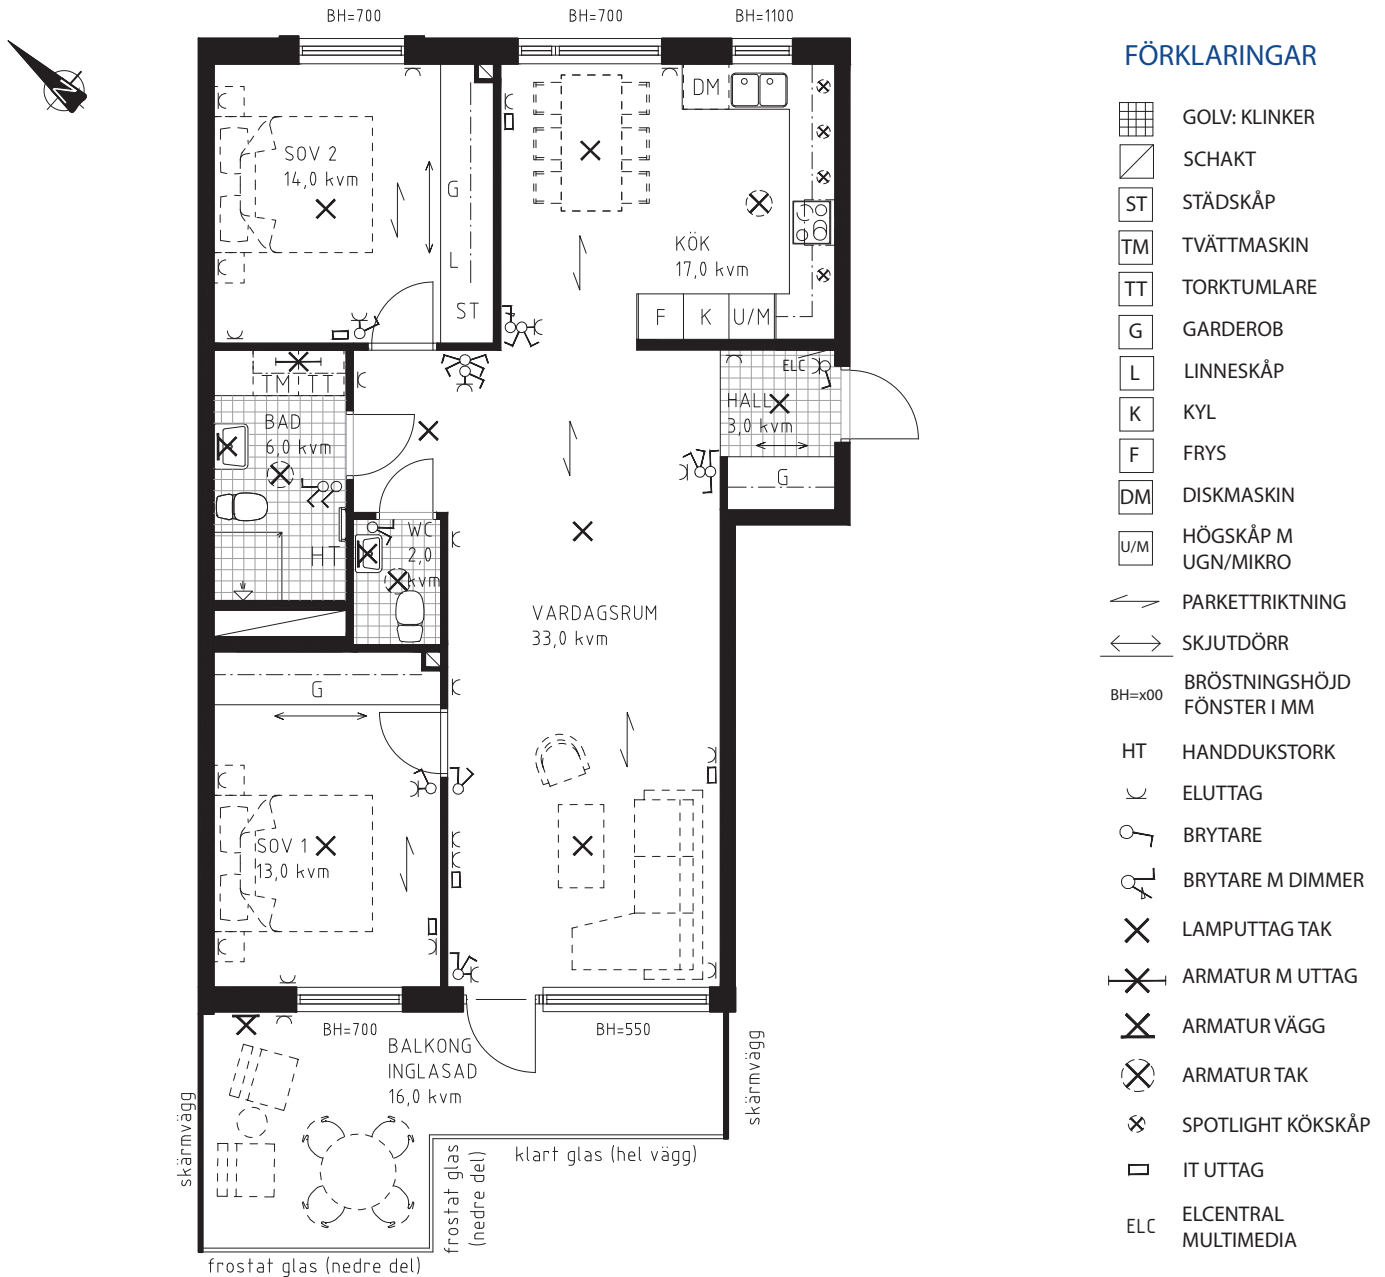 BH=700
BH=700
BH=1100
N
DM
SOV 2
14,0 kvm
G
L
ST
KÖK
17,0 kvm
F
K
U/M
TM
TT
ELC
HALL
3,0 kvm
G
BAD
6,0 kvm
HT
WC
2,0
kvm
VARDAGSRUM
33,0 kvm
G
SOV 1
13,0 kvm
BH=700
BH=550
BALKONG
INGLASAD
16,0 kvm
skärmvägg
skärmvägg
klart glas (hel vägg)
frostat glas
(nedre del)
frostat glas (nedre del)
FÖRKLARINGAR
GOLV: KLINKER
SCHAKT
ST STÄDSKÅP
TM TVÄTTMASKIN
TT TORKTUMLARE
G GARDEROB
L LINNESKÅP
K KYL
F FRYS
DM DISKMASKIN
U/M HÖGSKÅP M
UGN/MIKRO
PARKETTRIKTNING
SKJUTDÖRR
BH=x00 BRÖSTNINGSHÖJD
FÖNSTER I MM
HT HANDDUKSTORK
ELUTTAG
BRYTARE
BRYTARE M DIMMER
LAMPUTTAG TAK
ARMATUR M UTTAG
ARMATUR VÄGG
ARMATUR TAK
SPOTLIGHT KÖKSKÅP
IT UTTAG
ELC ELCENTRAL
MULTIMEDIA